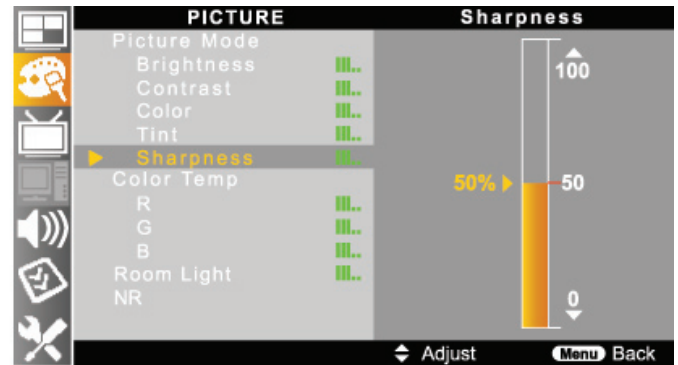 PICTURE
Picture Mode
Brightness
Contrast
Color
Tint
Sharpness
Color Temp
R
G
B
Room Light
NR
Sharpness
100
50% 50
0
Adjust Menu Back